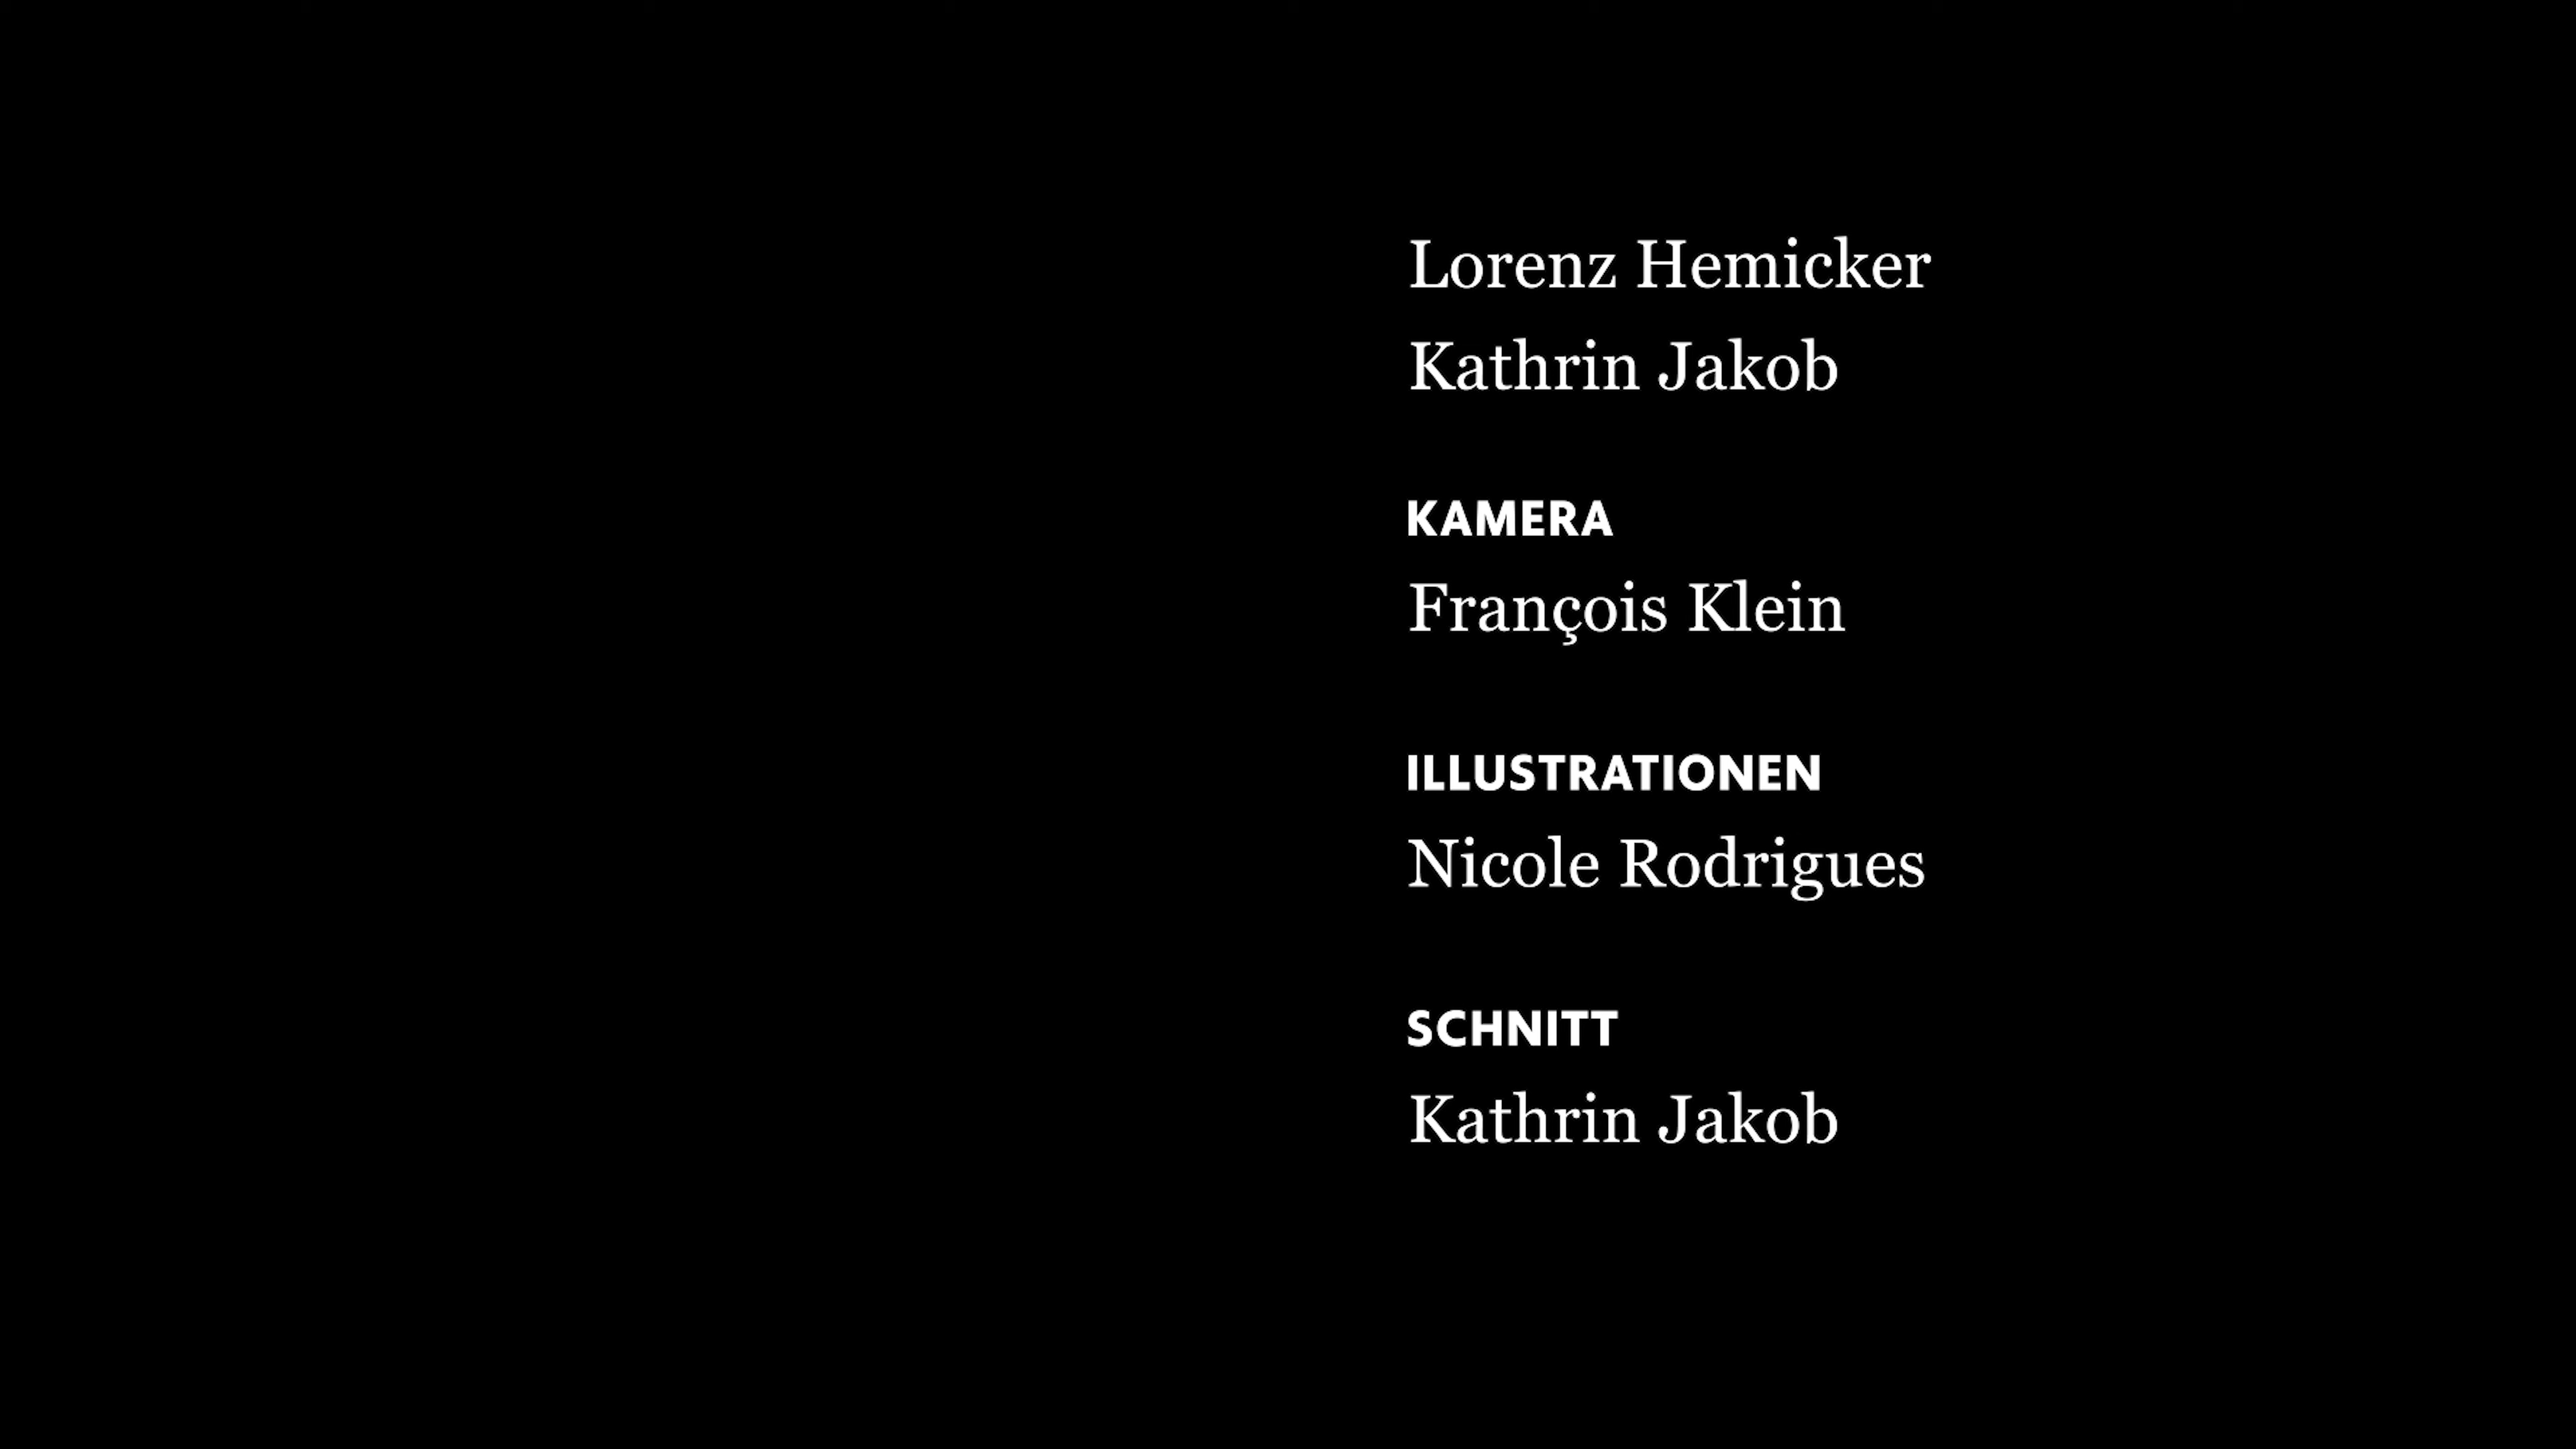 Lorenz Hemicker
Kathrin Jakob
KAMERA
François Klein
ILLUSTRATIONEN
Nicole Rodrigues
SCHNITT
Kathrin Jakob